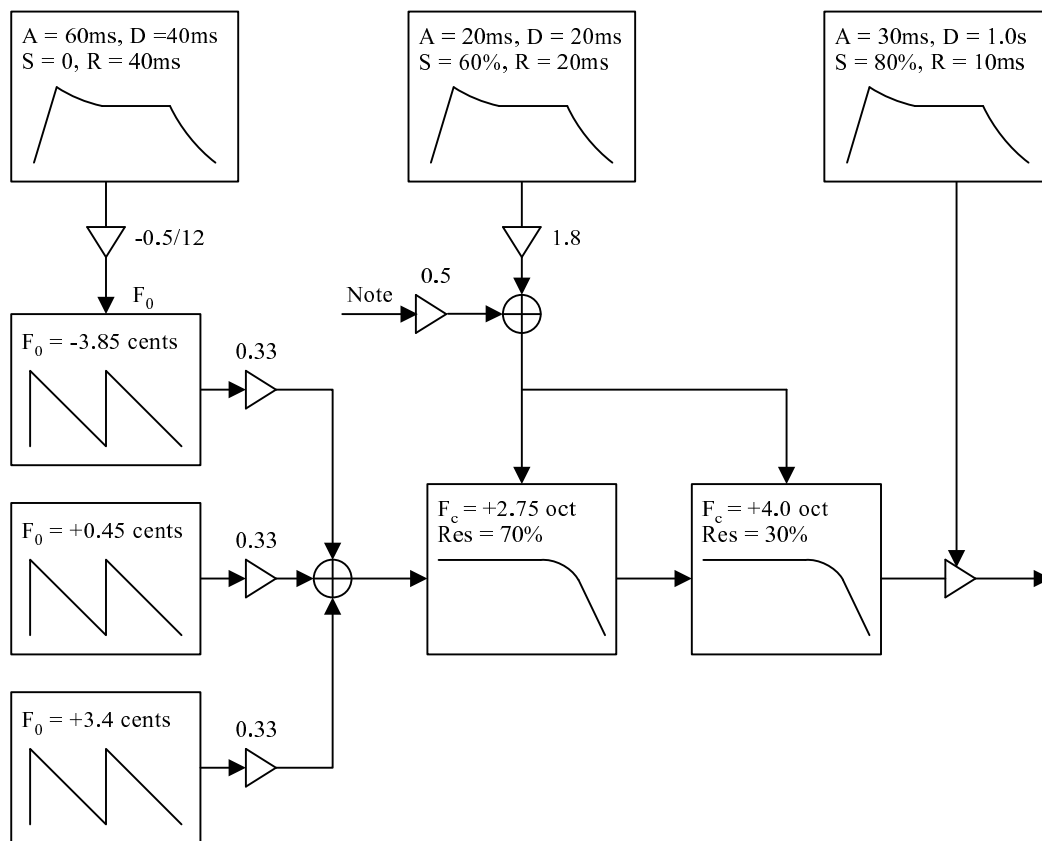 A = 60ms, D =40ms
S = 0, R = 40ms
A = 20ms, D = 20ms
S = 60%, R = 20ms
A = 30ms, D = 1.0s
S = 80%, R = 10ms
-0.5/12
1.8
0.5
Note
F0
F0 = -3.85 cents
0.33
F0 = +0.45 cents
0.33
Fc = +2.75 oct
Res = 70%
Fc = +4.0 oct
Res = 30%
F0 = +3.4 cents
0.33